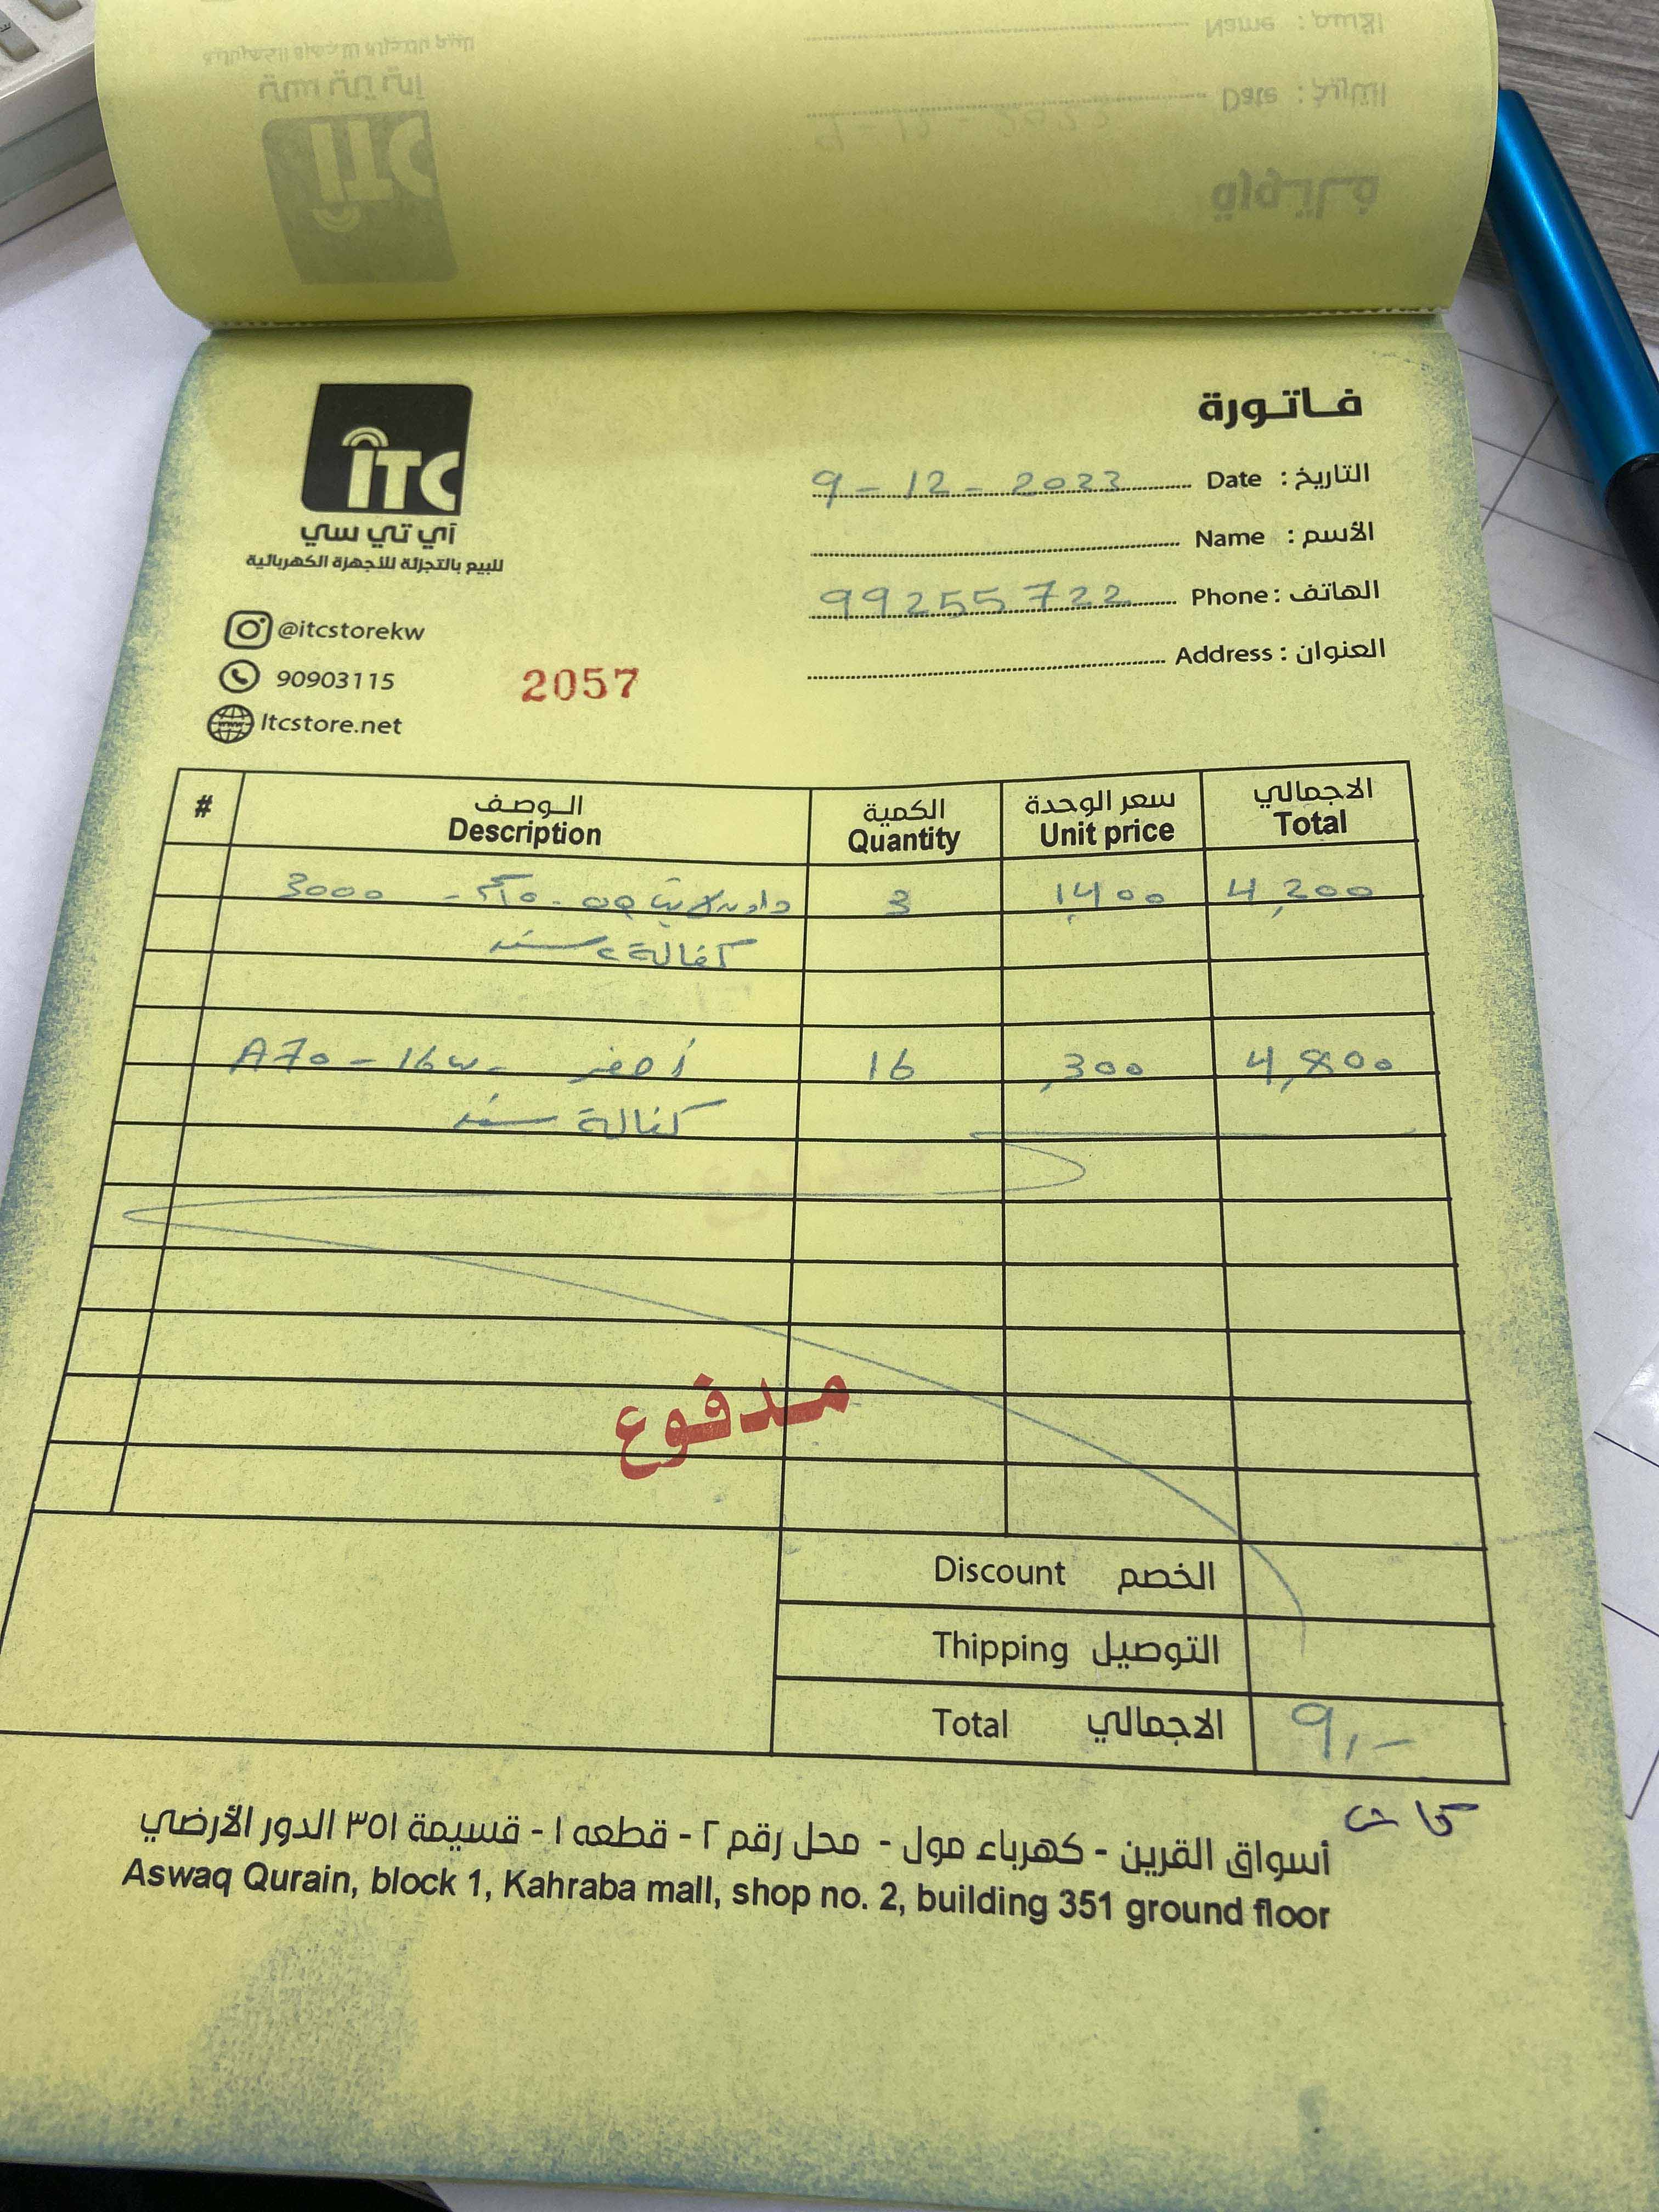 فاتورة
ITC
آي تي سي
للبيع بالتجزئة للأجهزة الكهربائية
التاريخ : Date 9 - 12 - 2023
الأسم : Name
الهاتف : Phone 99255722
العنوان : Address
@itcstorekw
90903115
Itcstore.net
2057
# الوصف الكمية سعر الوحدة الاجمالي
Description Quantity Unit price Total
3000 3 1,400 4,200
كفالة ٢ سنة
A70 - 16w - أصفر 16 ,300 4,800
كفالة سنة
مدفوع
Discount الخصم
Thipping التوصيل
Total الاجمالي 9,-
أسواق القرين - كهرباء مول - محل رقم ٢ - قطعه ١ - قسيمة ٣٥١ الدور الأرضي
Aswaq Qurain, block 1, Kahraba mall, shop no. 2, building 351 ground floor